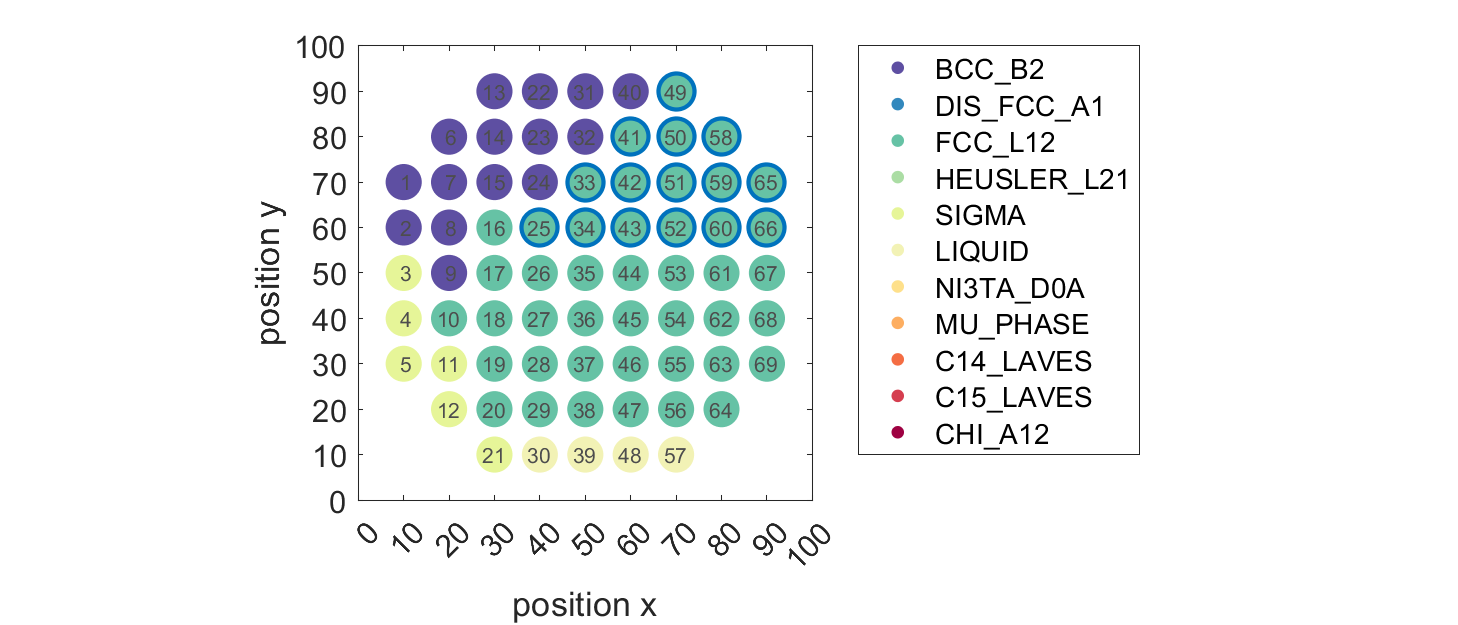 100
90
80
70
60
50
40
30
20
10
0
position y
13 22 31 40 49
6 14 23 32 41 50 58
1 7 15 24 33 42 51 59 65
2 8 16 25 34 43 52 60 66
3 9 17 26 35 44 53 61 67
4 10 18 27 36 45 54 62 68
5 11 19 28 37 46 55 63 69
12 20 29 38 47 56 64
21 30 39 48 57
0 10 20 30 40 50 60 70 80 90 100
position x
BCC_B2
DIS_FCC_A1
FCC_L12
HEUSLER_L21
SIGMA
LIQUID
NI3TA_D0A
MU_PHASE
C14_LAVES
C15_LAVES
CHI_A12